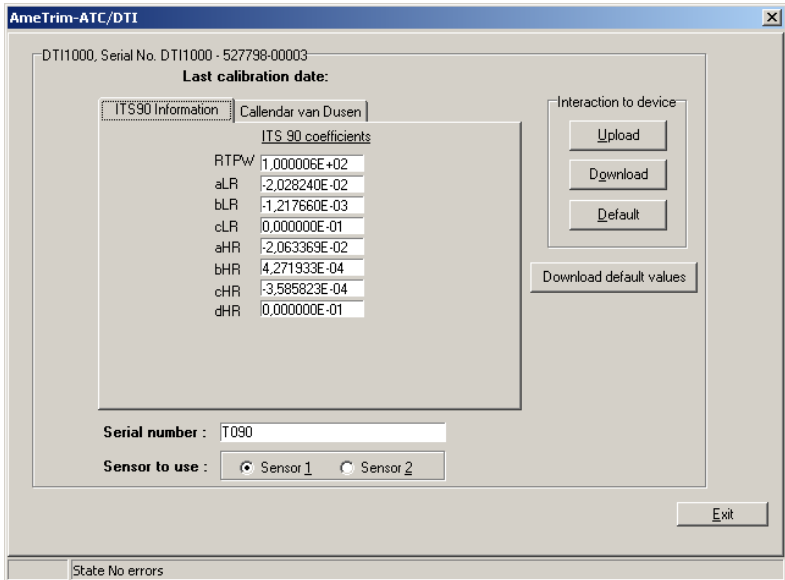 AmeTrim-ATC/DTI
DTI1000, Serial No. DTI1000 - 527798-00003
Last calibration date:
ITS90 Information
Callendar van Dusen
ITS 90 coefficients
RTPW 1,000006E+02
aLR -2,028240E-02
bLR -1,217660E-03
cLR 0,000000E-01
aHR -2,063369E-02
bHR 4,271933E-04
cHR -3,585823E-04
dHR 0,000000E-01
Interaction to device
Upload
Download
Default
Download default values
Serial number : T090
Sensor to use : Sensor 1 Sensor 2
Exit
State No errors